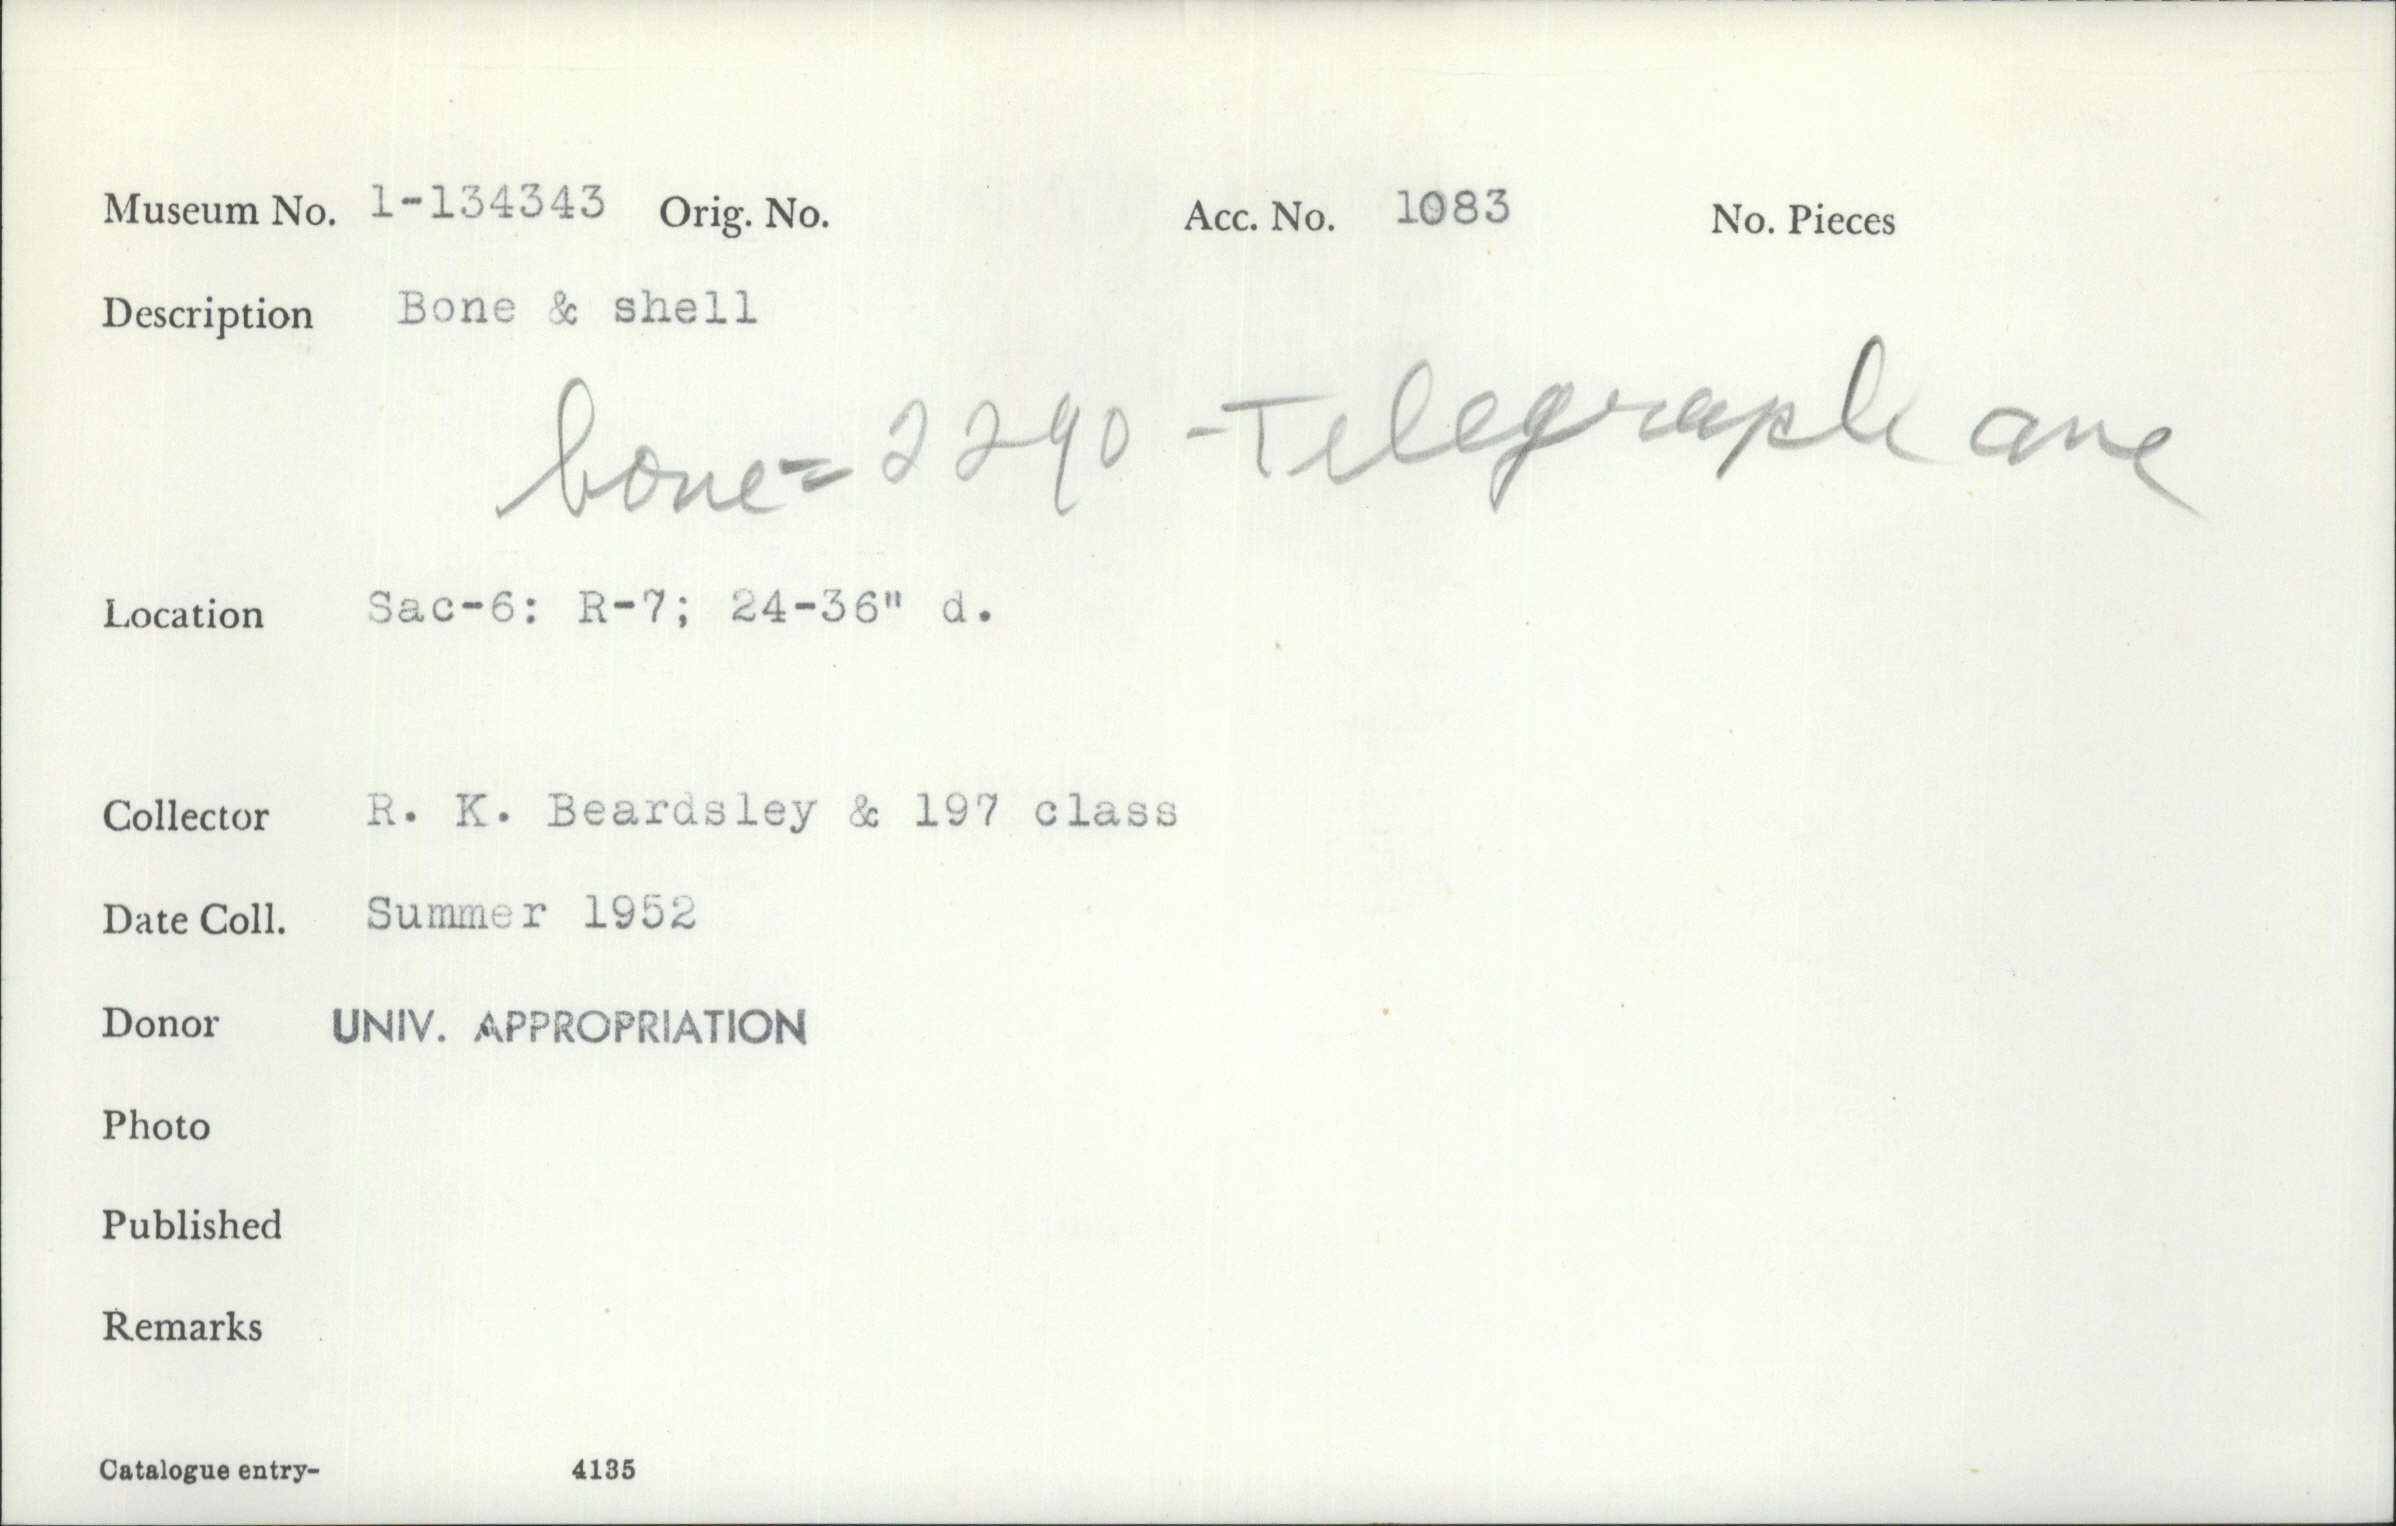 Museum No. 1-134343 Orig. No. Acc. No. 1083 No. Pieces
Description Bone & shell
bone= 2290 - Telegraph ave
Location Sac-6: R-7; 24-36" d.
Collector R. K. Beardsley & 197 class
Date Coll. Summer 1952
Donor UNIV. APPROPRIATION
Photo
Published
Remarks
Catalogue entry- 4135